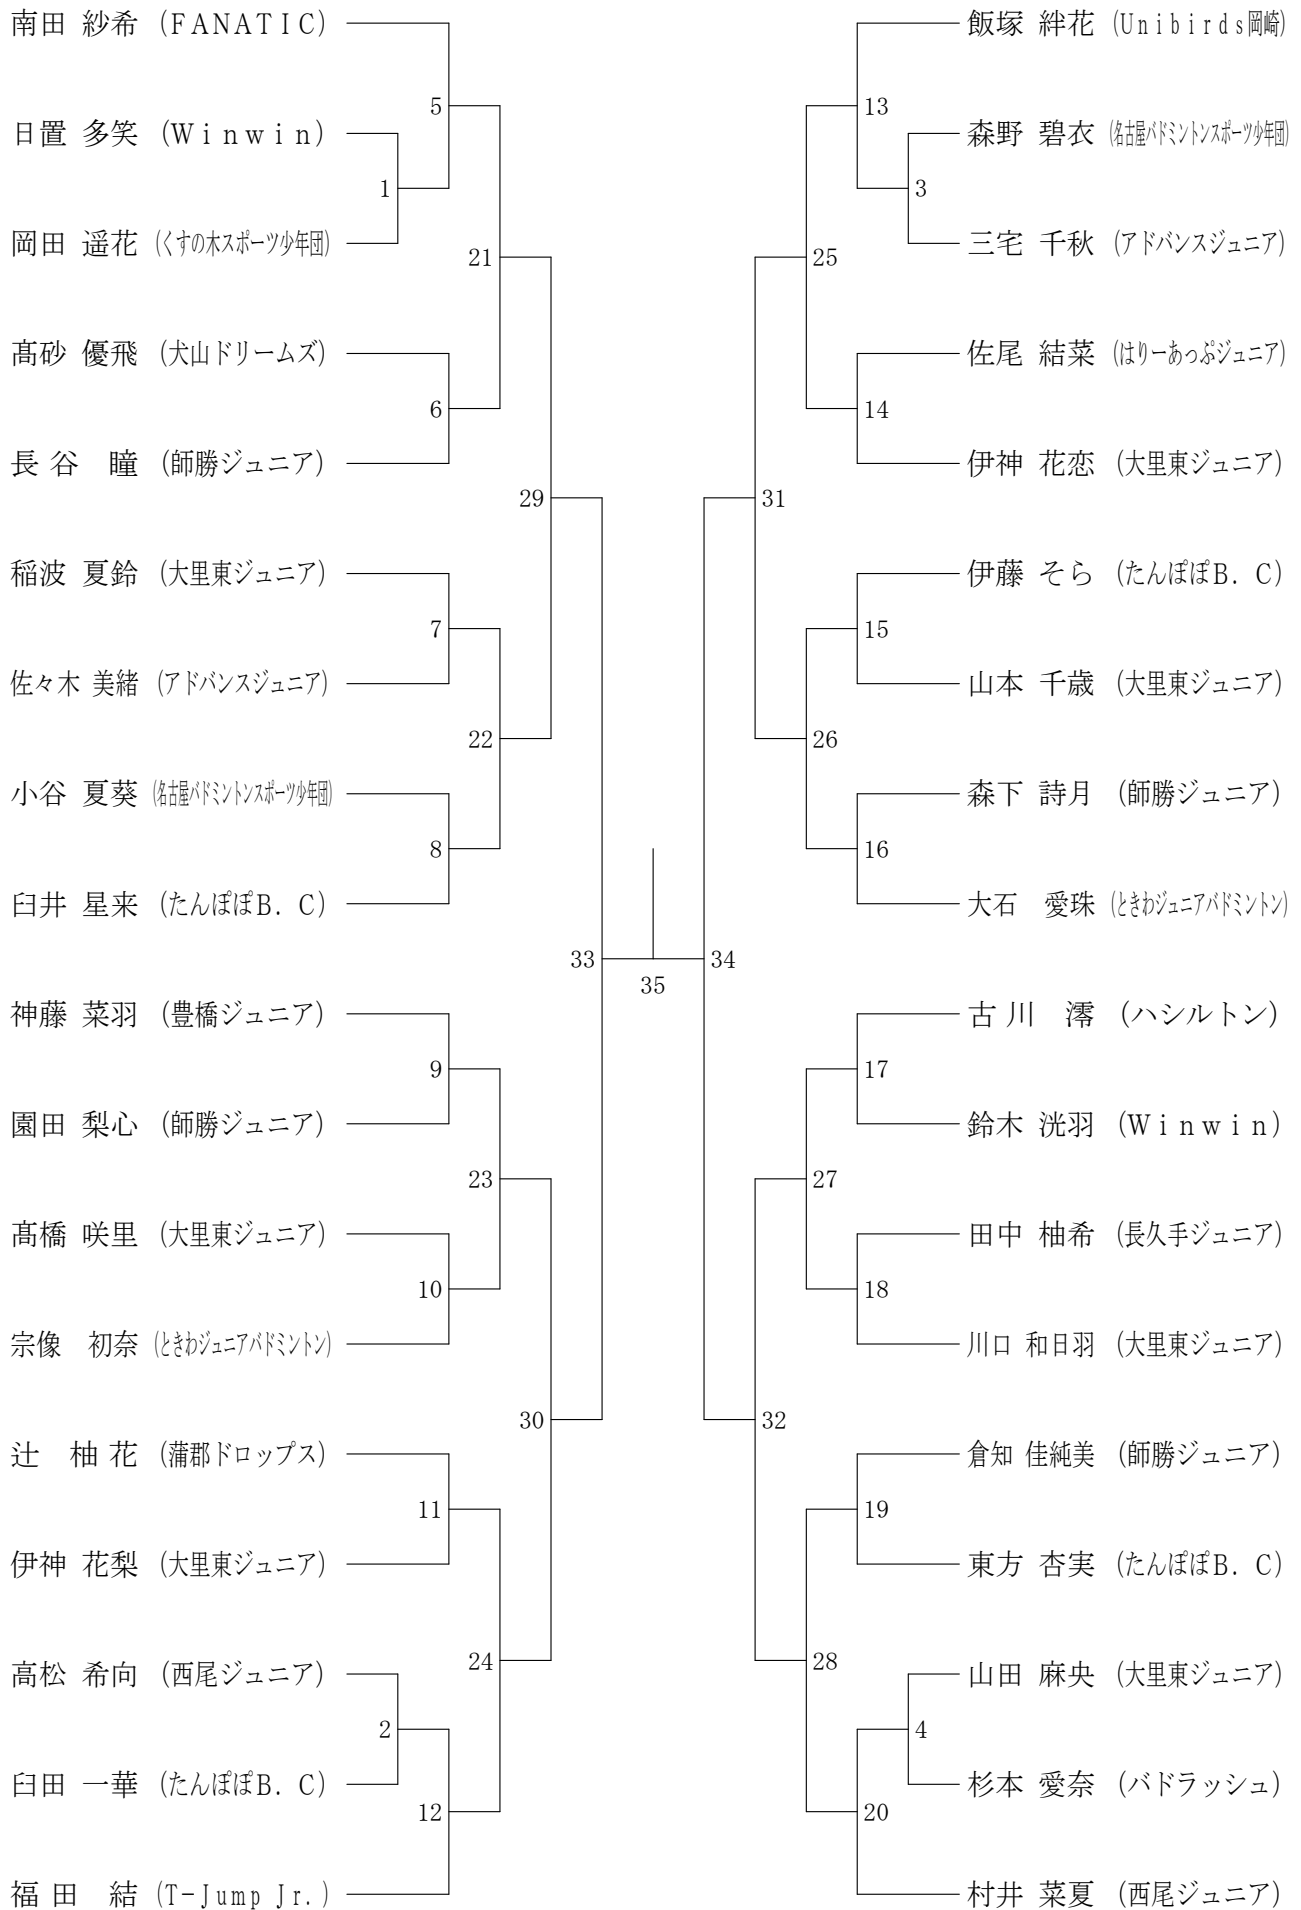 南田 紗希 (FANATIC)
5
日置 多笑 (Winwin)
1
岡田 遥花 (くすの木スポーツ少年団)
21
髙砂 優飛 (犬山ドリームズ)
6
長谷 瞳 (師勝ジュニア)
29
稲波 夏鈴 (大里東ジュニア)
7
佐々木 美緒 (アドバンスジュニア)
22
小谷 夏葵 (名古屋バドミントンスポーツ少年団)
8
臼井 星来 (たんぽぽB.C)
33
神藤 菜羽 (豊橋ジュニア)
9
園田 梨心 (師勝ジュニア)
23
髙橋 咲里 (大里東ジュニア)
10
宗像 初奈 (ときわジュニアバドミントン)
30
辻 柚花 (蒲郡ドロップス)
11
伊神 花梨 (大里東ジュニア)
24
高松 希向 (西尾ジュニア)
2
臼田 一華 (たんぽぽB.C)
12
福田 結 (T-Jump Jr.)
35
飯塚 絆花 (Unibirds岡崎)
13
森野 碧衣 (名古屋バドミントンスポーツ少年団)
3
三宅 千秋 (アドバンスジュニア)
25
佐尾 結菜 (はりーあっぷジュニア)
14
伊神 花恋 (大里東ジュニア)
31
伊藤 そら (たんぽぽB.C)
15
山本 千歳 (大里東ジュニア)
26
森下 詩月 (師勝ジュニア)
16
大石 愛珠 (ときわジュニアバドミントン)
34
古川 澪 (ハシルトン)
17
鈴木 洸羽 (Winwin)
27
田中 柚希 (長久手ジュニア)
18
川口 和日羽 (大里東ジュニア)
32
倉知 佳純美 (師勝ジュニア)
19
東方 杏実 (たんぽぽB.C)
28
山田 麻央 (大里東ジュニア)
4
杉本 愛奈 (バドラッシュ)
20
村井 菜夏 (西尾ジュニア)